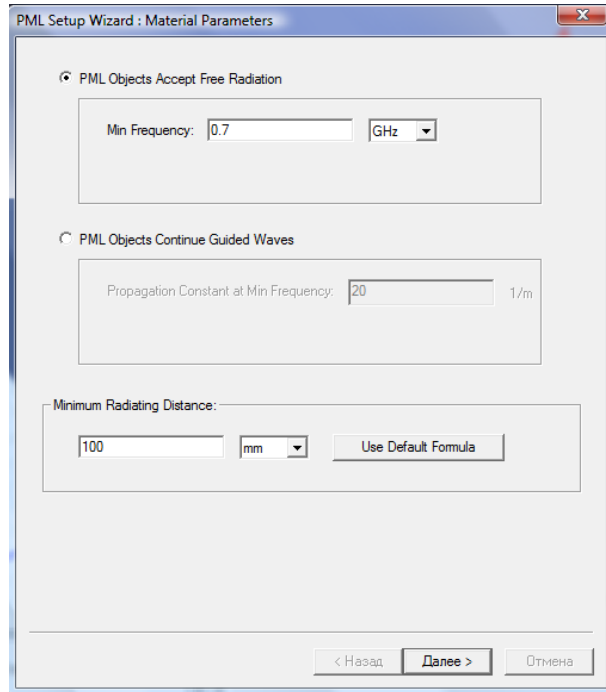 PML Setup Wizard : Material Parameters
PML Objects Accept Free Radiation
Min Frequency: 0.7 GHz
PML Objects Continue Guided Waves
Propagation Constant at Min Frequency: 20 1/m
Minimum Radiating Distance:
100 mm Use Default Formula
< Назад Далее > Отмена